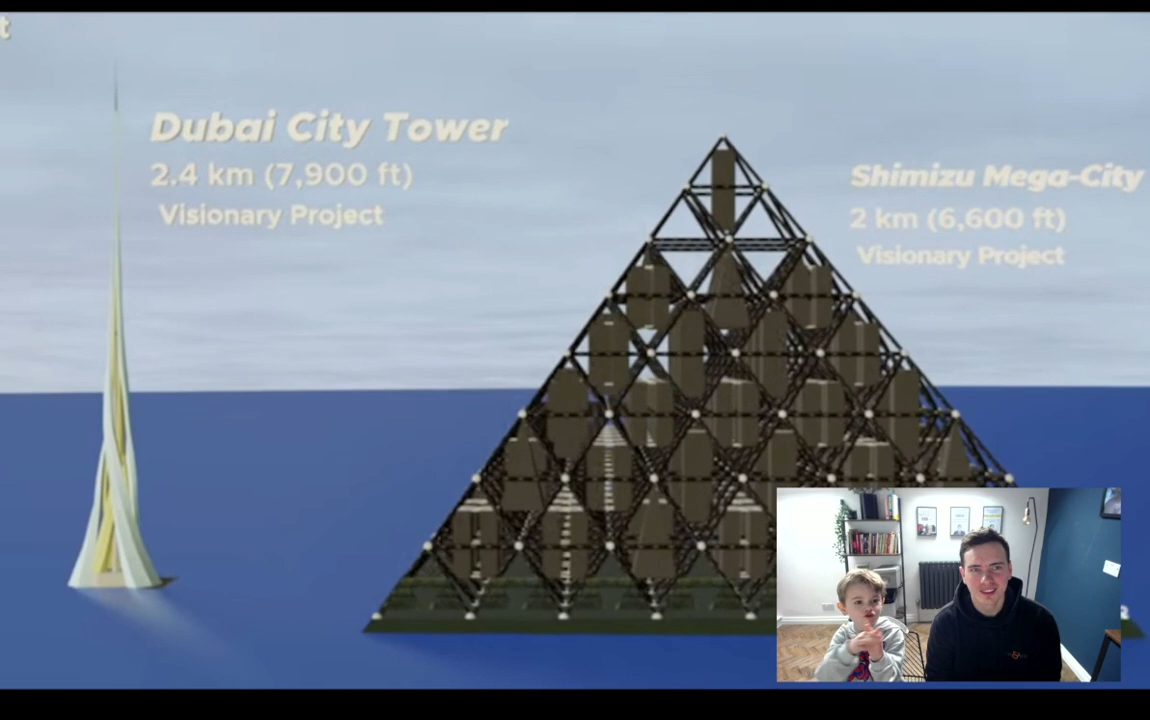 t
Dubai City Tower
2.4 km (7,900 ft)
Visionary Project
Shimizu Mega-City
2 km (6,600 ft)
Visionary Project